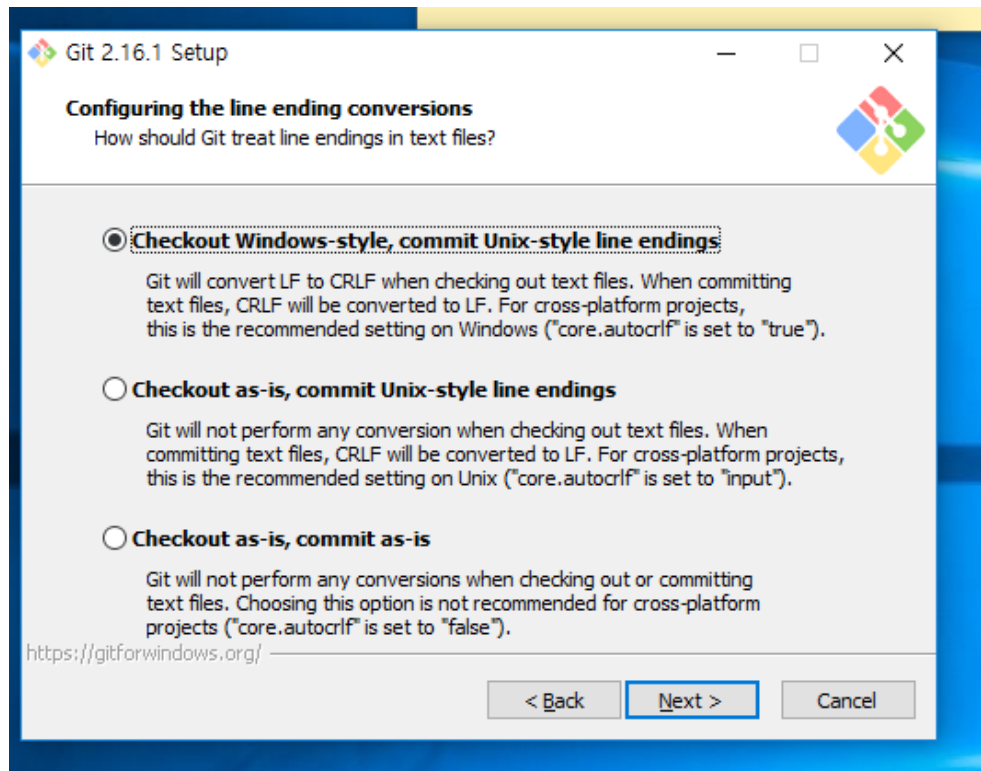 Git 2.16.1 Setup
Configuring the line ending conversions
How should Git treat line endings in text files?
Checkout Windows-style, commit Unix-style line endings
Git will convert LF to CRLF when checking out text files. When committing
text files, CRLF will be converted to LF. For cross-platform projects,
this is the recommended setting on Windows ("core.autocrlf" is set to "true").
Checkout as-is, commit Unix-style line endings
Git will not perform any conversion when checking out text files. When
committing text files, CRLF will be converted to LF. For cross-platform projects,
this is the recommended setting on Unix ("core.autocrlf" is set to "input").
Checkout as-is, commit as-is
Git will not perform any conversions when checking out or committing
text files. Choosing this option is not recommended for cross-platform
projects ("core.autocrlf" is set to "false").
https://gitforwindows.org/
< Back
Next >
Cancel